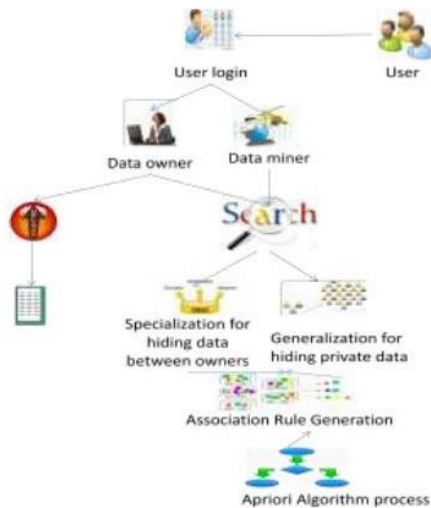 User login
User
Data owner
Data miner
Search
Specialization for
hiding data
between owners
Generalization for
hiding private data
Association Rule Generation
Apriori Algorithm process